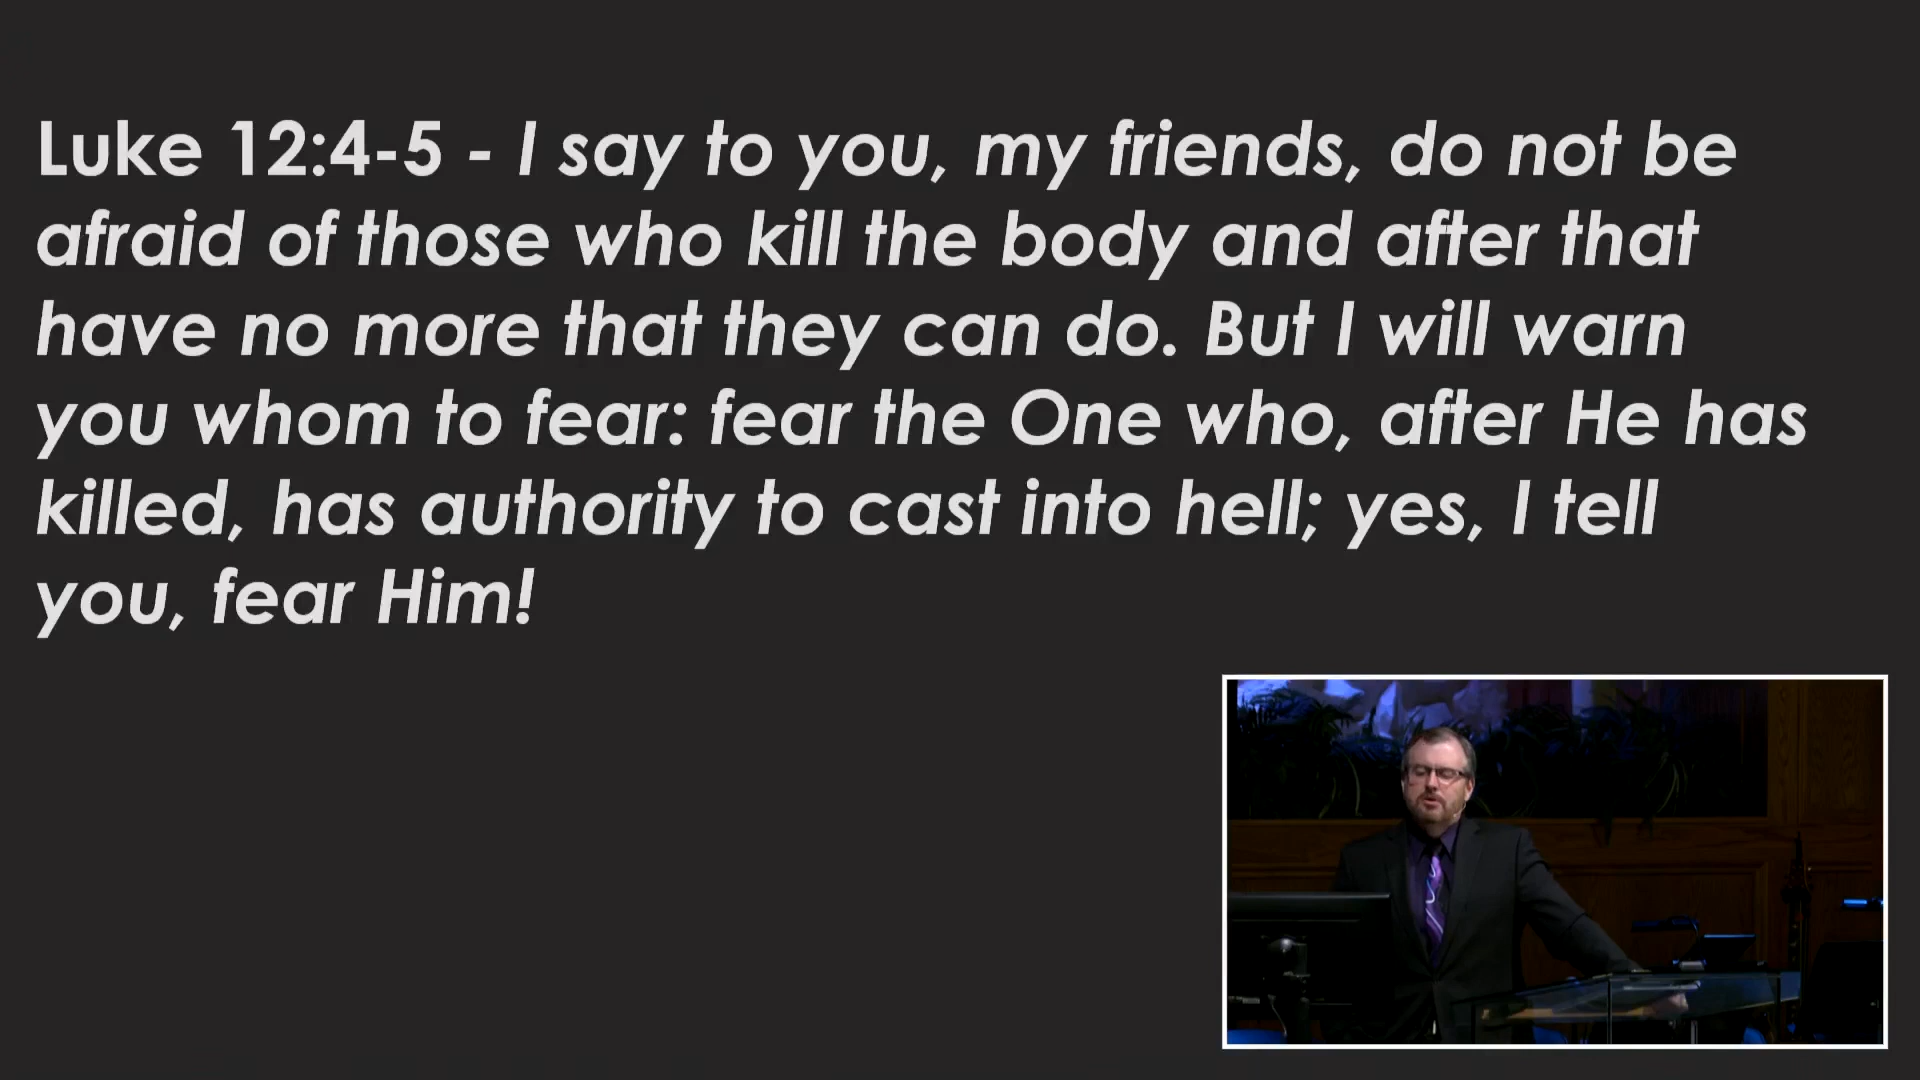 Luke 12:4-5 - I say to you, my friends, do not be
afraid of those who kill the body and after that
have no more that they can do. But I will warn
you whom to fear: fear the One who, after He has
killed, has authority to cast into hell; yes, I tell
you, fear Him!